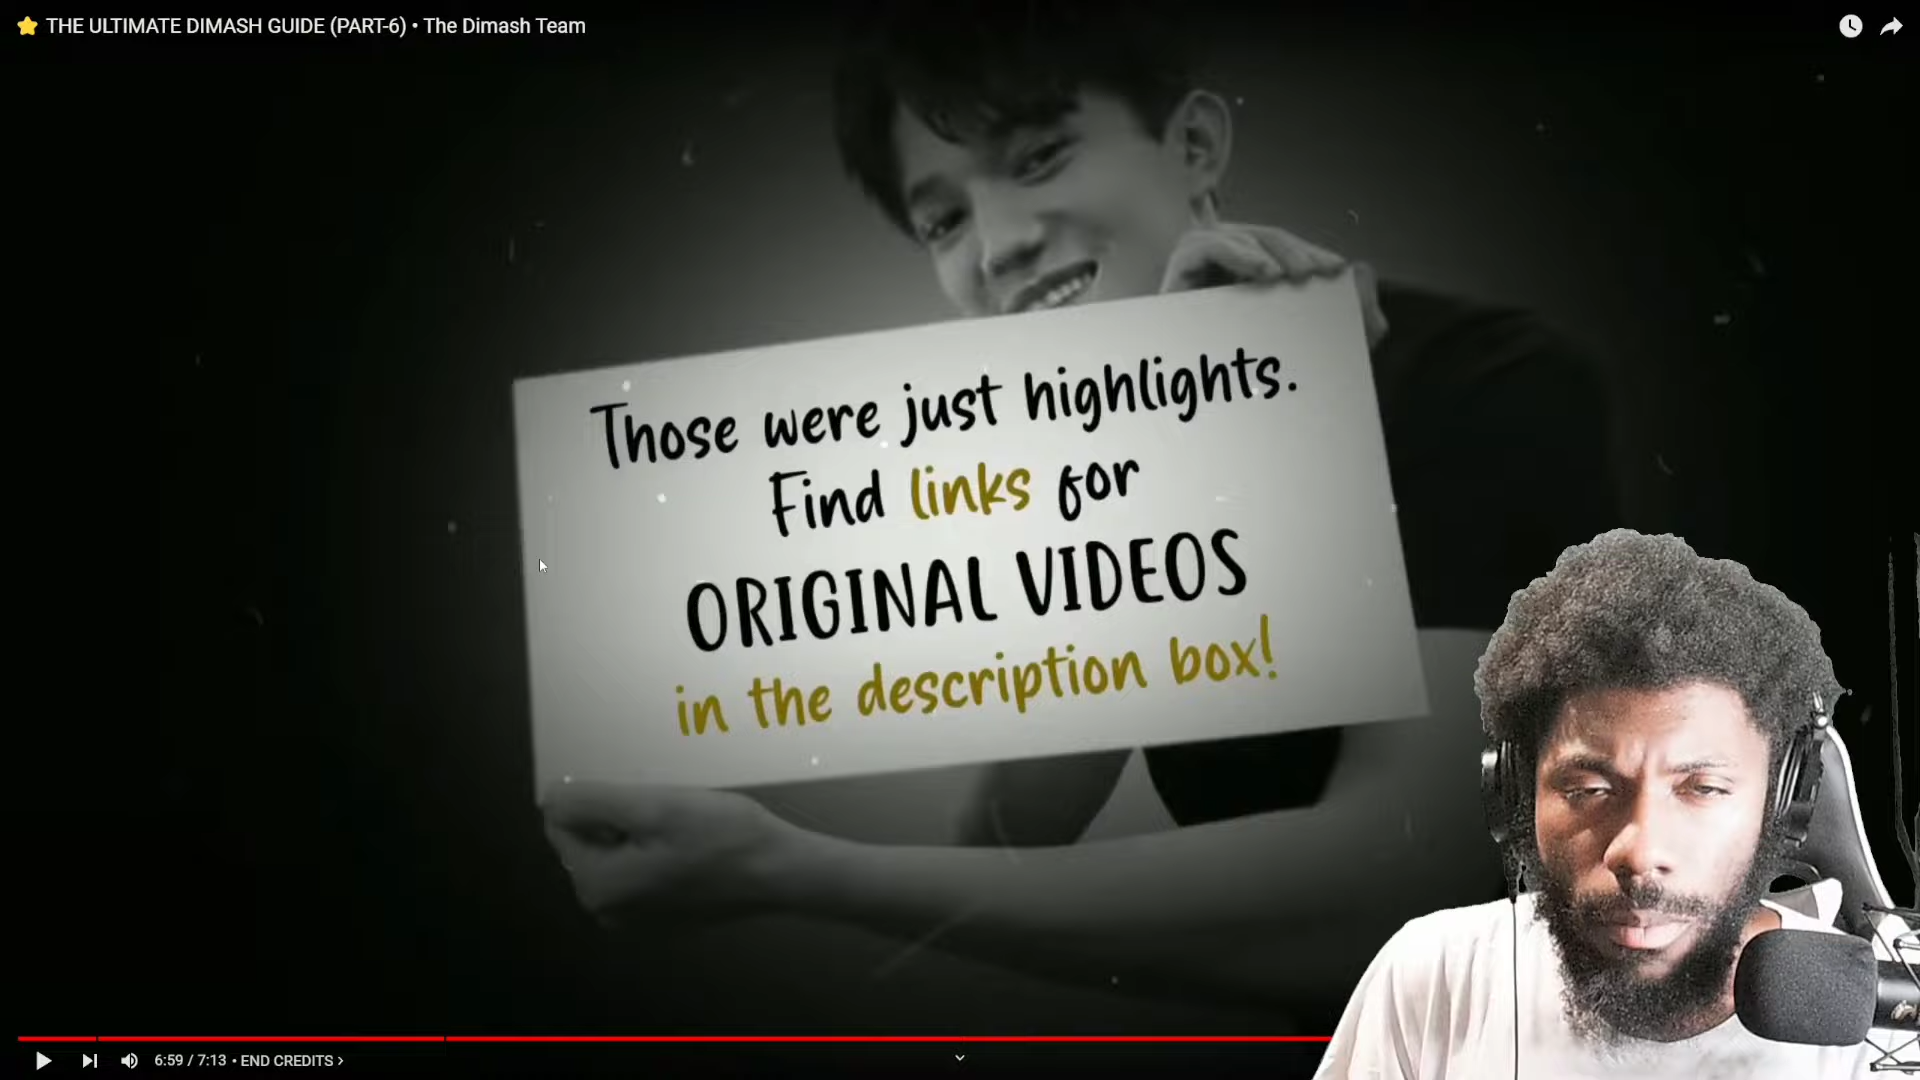 ⭐ THE ULTIMATE DIMASH GUIDE (PART-6) • The Dimash Team
Those were just highlights.
Find links for
ORIGINAL VIDEOS
in the description box!
6:59 / 7:13 • END CREDITS ›